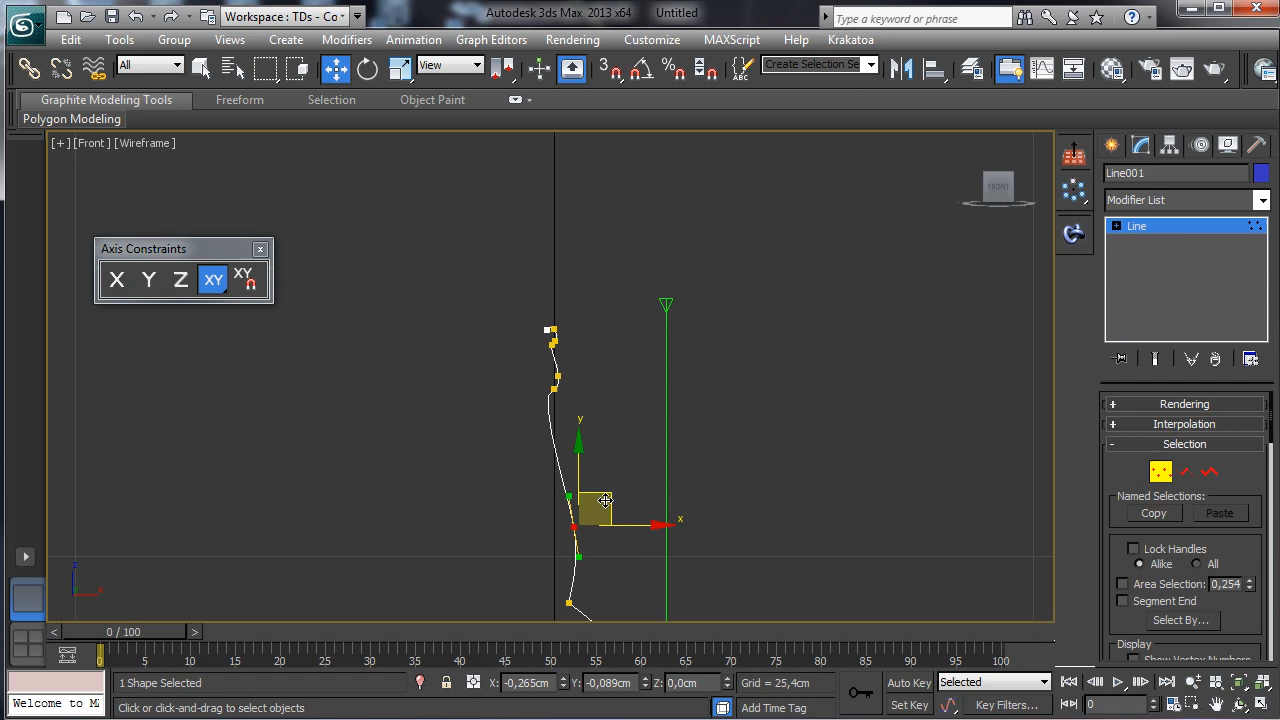 Workspace : TDs - Co
Autodesk 3ds Max 2013 x64 Untitled
Type a keyword or phrase
Edit Tools Group Views Create Modifiers Animation Graph Editors Rendering Customize MAXScript Help Krakatoa
All View Create Selection Se
Graphite Modeling Tools Freeform Selection Object Paint
Polygon Modeling
[+] [Front] [Wireframe]
FRONT
Line001
Modifier List
Line
Axis Constraints
X Y Z XY XY
y
x
z
x
+ Rendering
+ Interpolation
- Selection
Named Selections:
Copy Paste
Lock Handles
Alike All
Area Selection: 0,254
Segment End
Select By...
Display
Show Vertex Numbers
< 0 / 100 >
0 5 10 15 20 25 30 35 40 45 50 55 60 65 70 75 80 85 90 95 100
1 Shape Selected X: -0,265cm Y: -0,089cm Z: 0,0cm Grid = 25,4cm Auto Key Selected
Welcome to MA Click or click-and-drag to select objects Add Time Tag Set Key Key Filters... 0